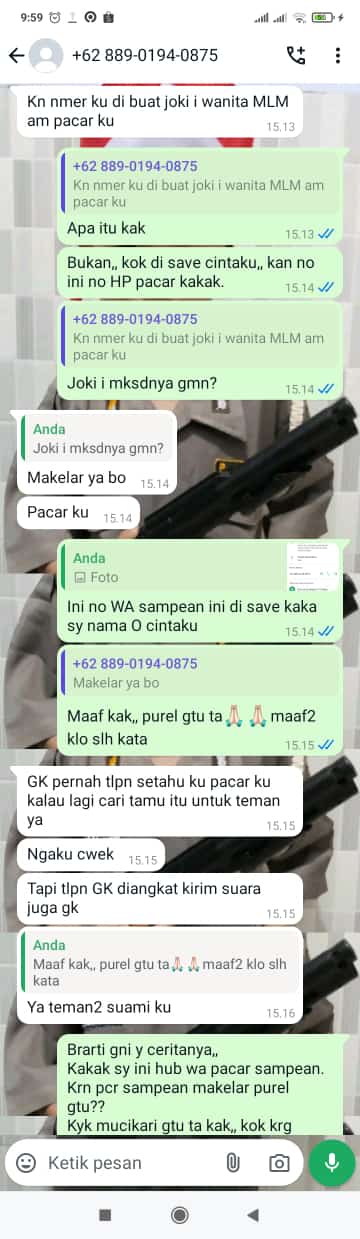 9:59
+62 889-0194-0875
Kn nmer ku di buat joki i wanita MLM
am pacar ku
15.13
+62 889-0194-0875
Kn nmer ku di buat joki i wanita MLM am
pacar ku
Apa itu kak
15.13
Bukan,, kok di save cintaku,, kan no
ini no HP pacar kakak.
15.14
+62 889-0194-0875
Kn nmer ku di buat joki i wanita MLM am
pacar ku
Joki i mksdnya gmn?
15.14
Anda
Joki i mksdnya gmn?
Makelar ya bo
15.14
Pacar ku
15.14
Anda
Foto
Ini no WA sampean ini di save kaka
sy nama O cintaku
15.14
+62 889-0194-0875
Makelar ya bo
Maaf kak,, purel gtu ta🙏🙏 maaf2
klo slh kata
15.15
GK pernah tlpn setahu ku pacar ku
kalau lagi cari tamu itu untuk teman
ya
15.15
Ngaku cwek
15.15
Tapi tlpn GK diangkat kirim suara
juga gk
15.15
Anda
Maaf kak,, purel gtu ta🙏🙏maaf2 klo slh
kata
Ya teman2 suami ku
15.16
Brarti gni y ceritanya,,
Kakak sy ini hub wa pacar sampean.
Krn pcr sampean makelar purel
gtu??
Kyk mucikari gtu ta kak,, kok krg
Ketik pesan